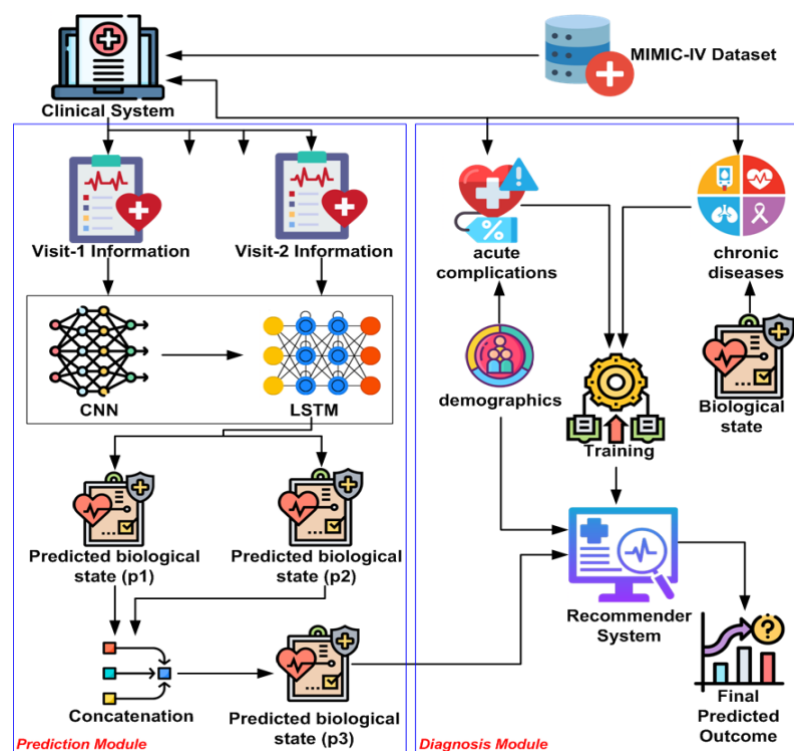 MIMIC-IV Dataset
Clinical System
Visit-1 Information
Visit-2 Information
CNN
LSTM
Predicted biological
state (p1)
Predicted biological
state (p2)
Concatenation
Predicted biological
state (p3)
Prediction Module
acute
complications
chronic
diseases
demographics
Training
Biological
state
Recommender
System
Final
Predicted
Outcome
Diagnosis Module